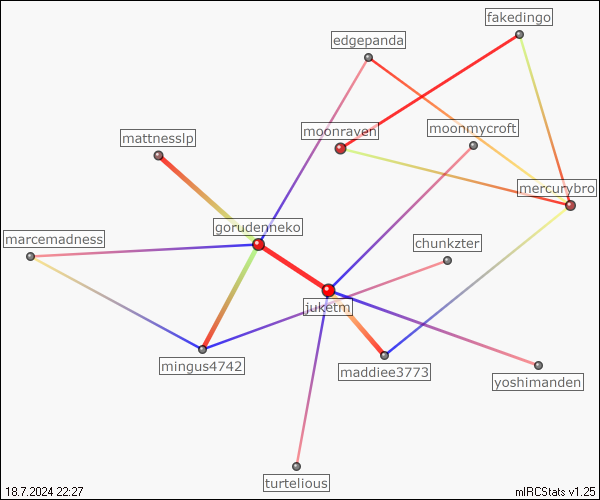 fakedingo
edgepanda
moonraven
moonmycroft
mattnesslp
mercurybro
gorudenneko
marcemadness
chunkzter
juketm
mingus4742
maddiee3773
yoshimanden
turtelious
18.7.2024 22:27
mIRCStats v1.25